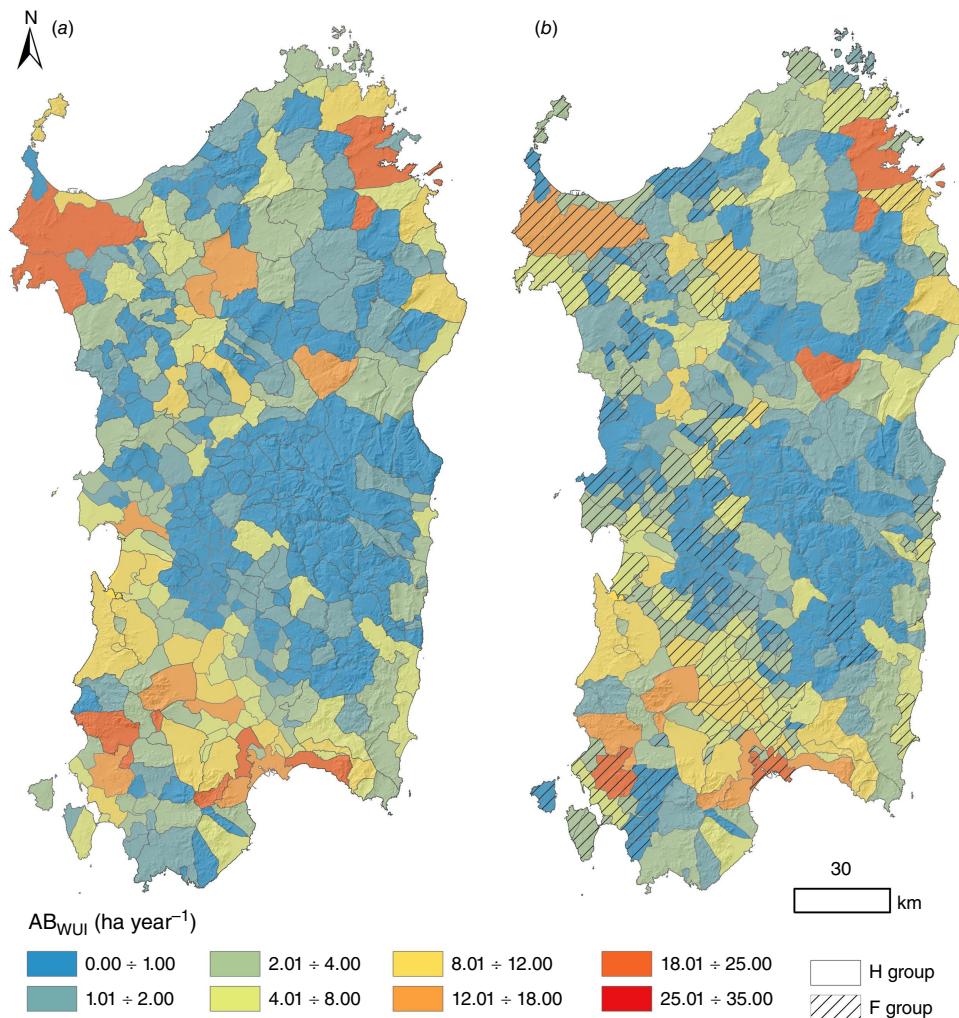 N
(a)
(b)
30
km
AB_WUI (ha year⁻¹)
0.00 ÷ 1.00
2.01 ÷ 4.00
8.01 ÷ 12.00
18.01 ÷ 25.00
H group
1.01 ÷ 2.00
4.01 ÷ 8.00
12.01 ÷ 18.00
25.01 ÷ 35.00
F group